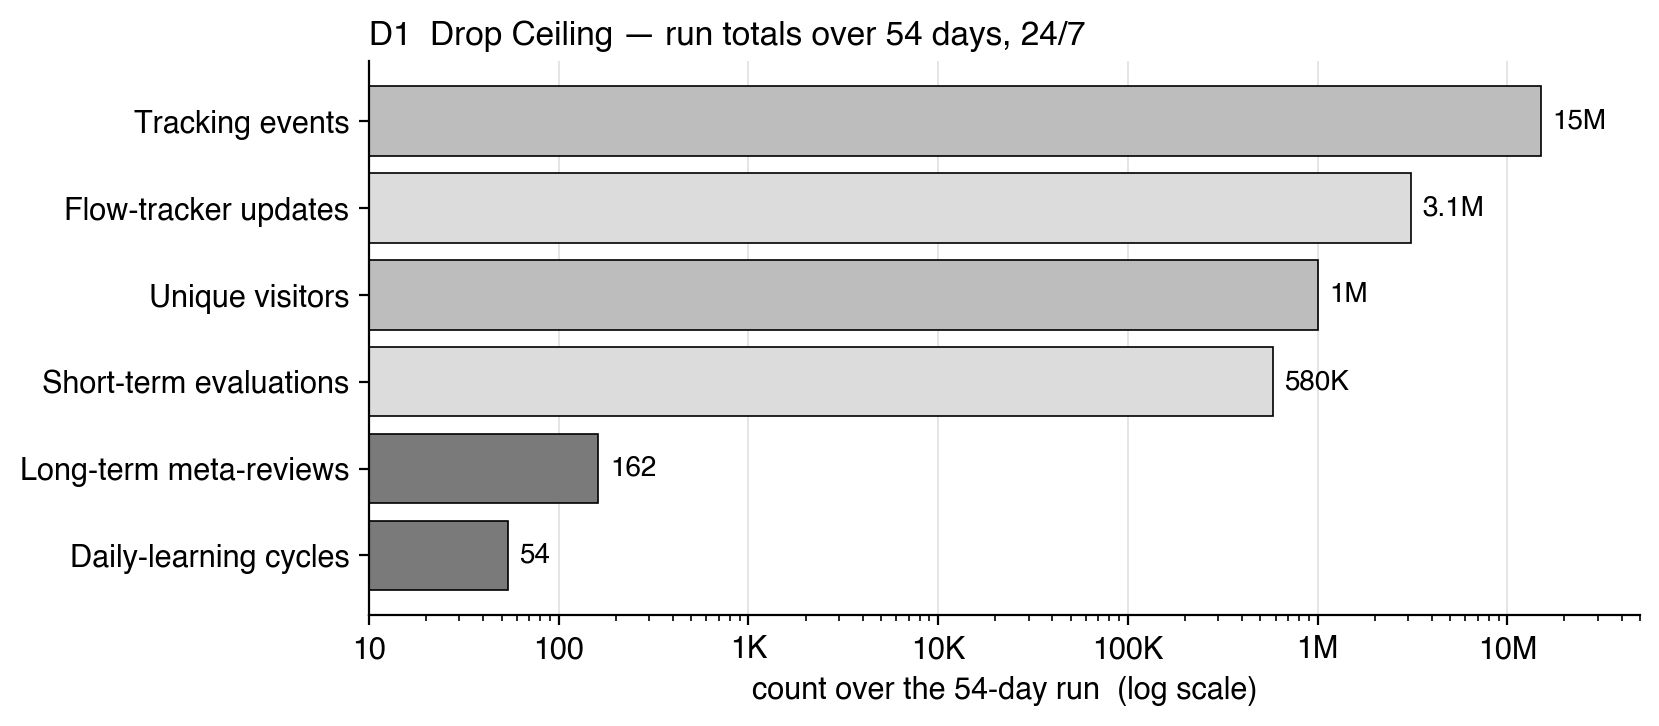 D1 Drop Ceiling — run totals over 54 days, 24/7
Tracking events 15M
Flow-tracker updates 3.1M
Unique visitors 1M
Short-term evaluations 580K
Long-term meta-reviews 162
Daily-learning cycles 54
10 100 1K 10K 100K 1M 10M
count over the 54-day run (log scale)